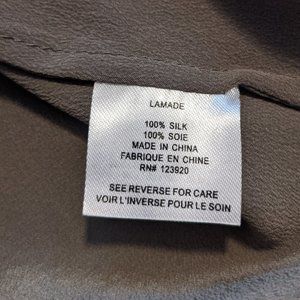 LAMADE
100% SILK
100% SOIE
MADE IN CHINA
FABRIQUE EN CHINE
RN# 123920
SEE REVERSE FOR CARE
VOIR L'INVERSE POUR LE SOIN